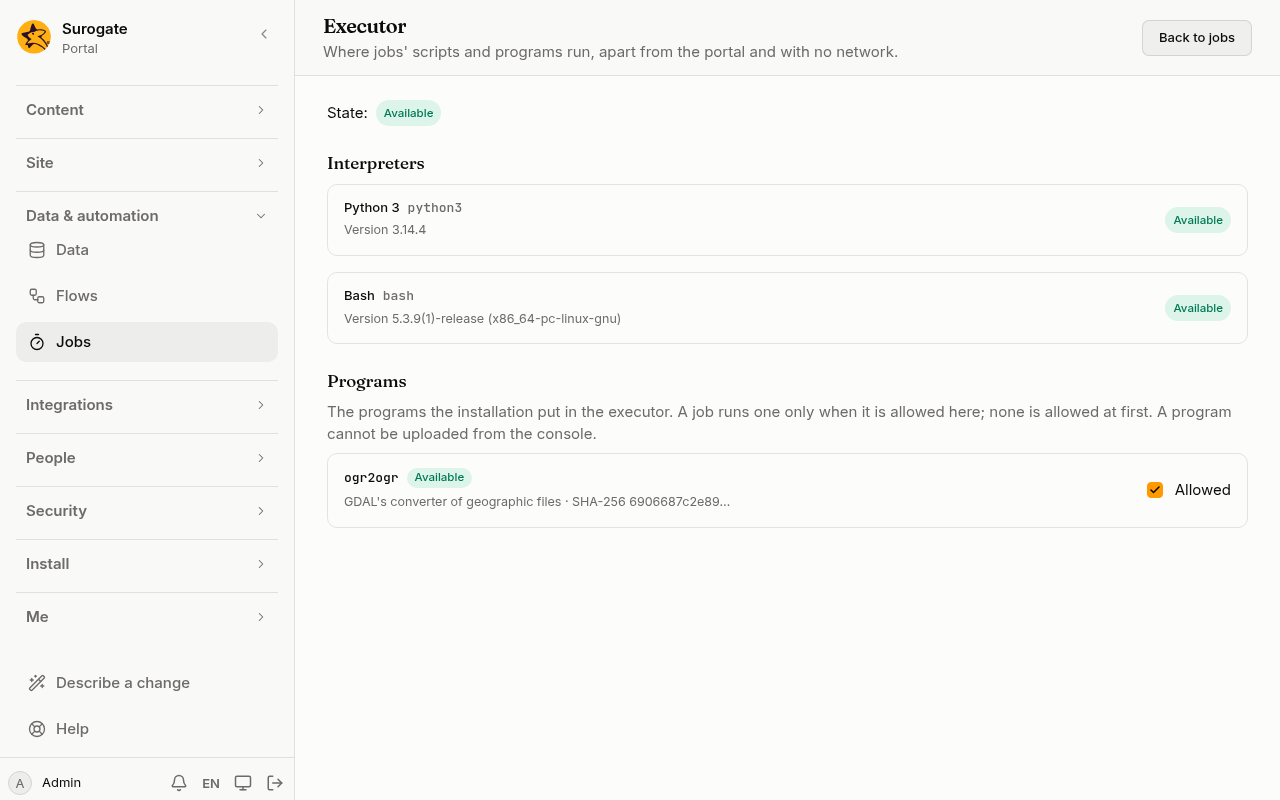 Surogate
Portal
Content
Site
Data & automation
Data
Flows
Jobs
Integrations
People
Security
Install
Me
Describe a change
Help
A
Admin
EN
Executor
Where jobs' scripts and programs run, apart from the portal and with no network.
Back to jobs
State: Available
Interpreters
Python 3 python3
Version 3.14.4
Available
Bash bash
Version 5.3.9(1)-release (x86_64-pc-linux-gnu)
Available
Programs
The programs the installation put in the executor. A job runs one only when it is allowed here; none is allowed at first. A program
cannot be uploaded from the console.
ogr2ogr Available
GDAL's converter of geographic files · SHA-256 6906687c2e89…
Allowed